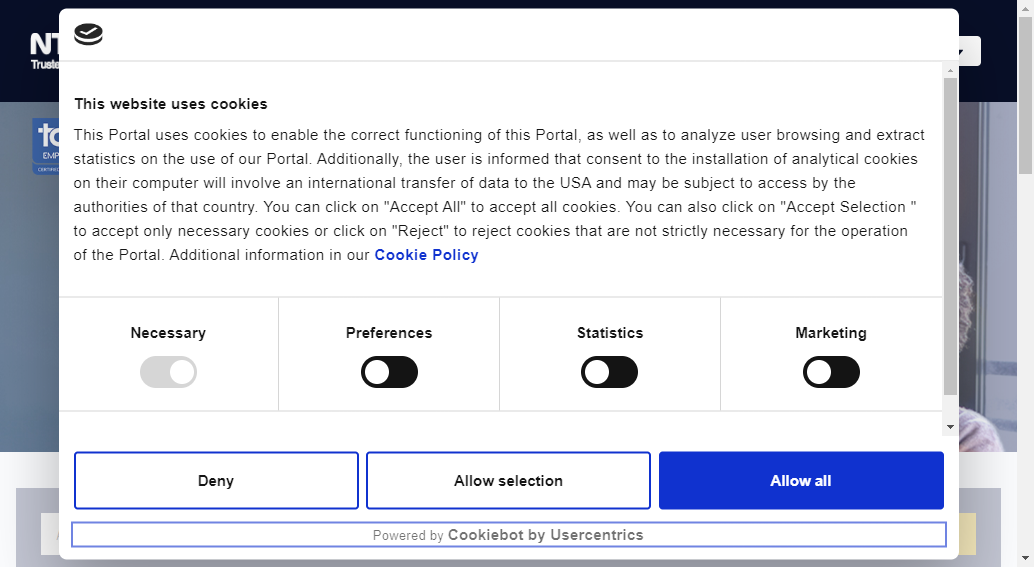 This website uses cookies
This Portal uses cookies to enable the correct functioning of this Portal, as well as to analyze user browsing and extract
statistics on the use of our Portal. Additionally, the user is informed that consent to the installation of analytical cookies
on their computer will involve an international transfer of data to the USA and may be subject to access by the
authorities of that country. You can click on "Accept All" to accept all cookies. You can also click on "Accept Selection "
to accept only necessary cookies or click on "Reject" to reject cookies that are not strictly necessary for the operation
of the Portal. Additional information in our Cookie Policy
Necessary
Preferences
Statistics
Marketing
Deny
Allow selection
Allow all
Powered by Cookiebot by Usercentrics